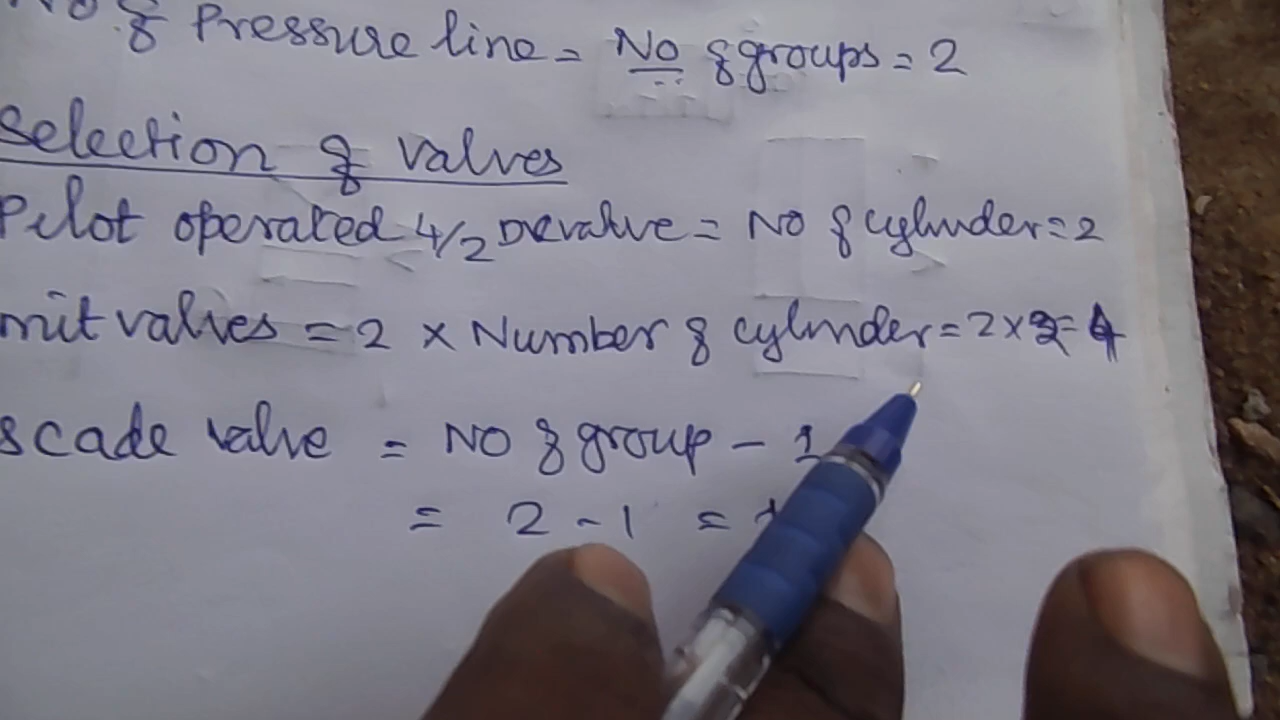 No of Pressure line = No of groups = 2
Selection of valves
Pilot operated 4/2 DC valve = No of cylinder = 2
mit valves = 2 × Number of cylinder = 2 × 2 = 4
scade valve = NO of group - 1
= 2 - 1 =